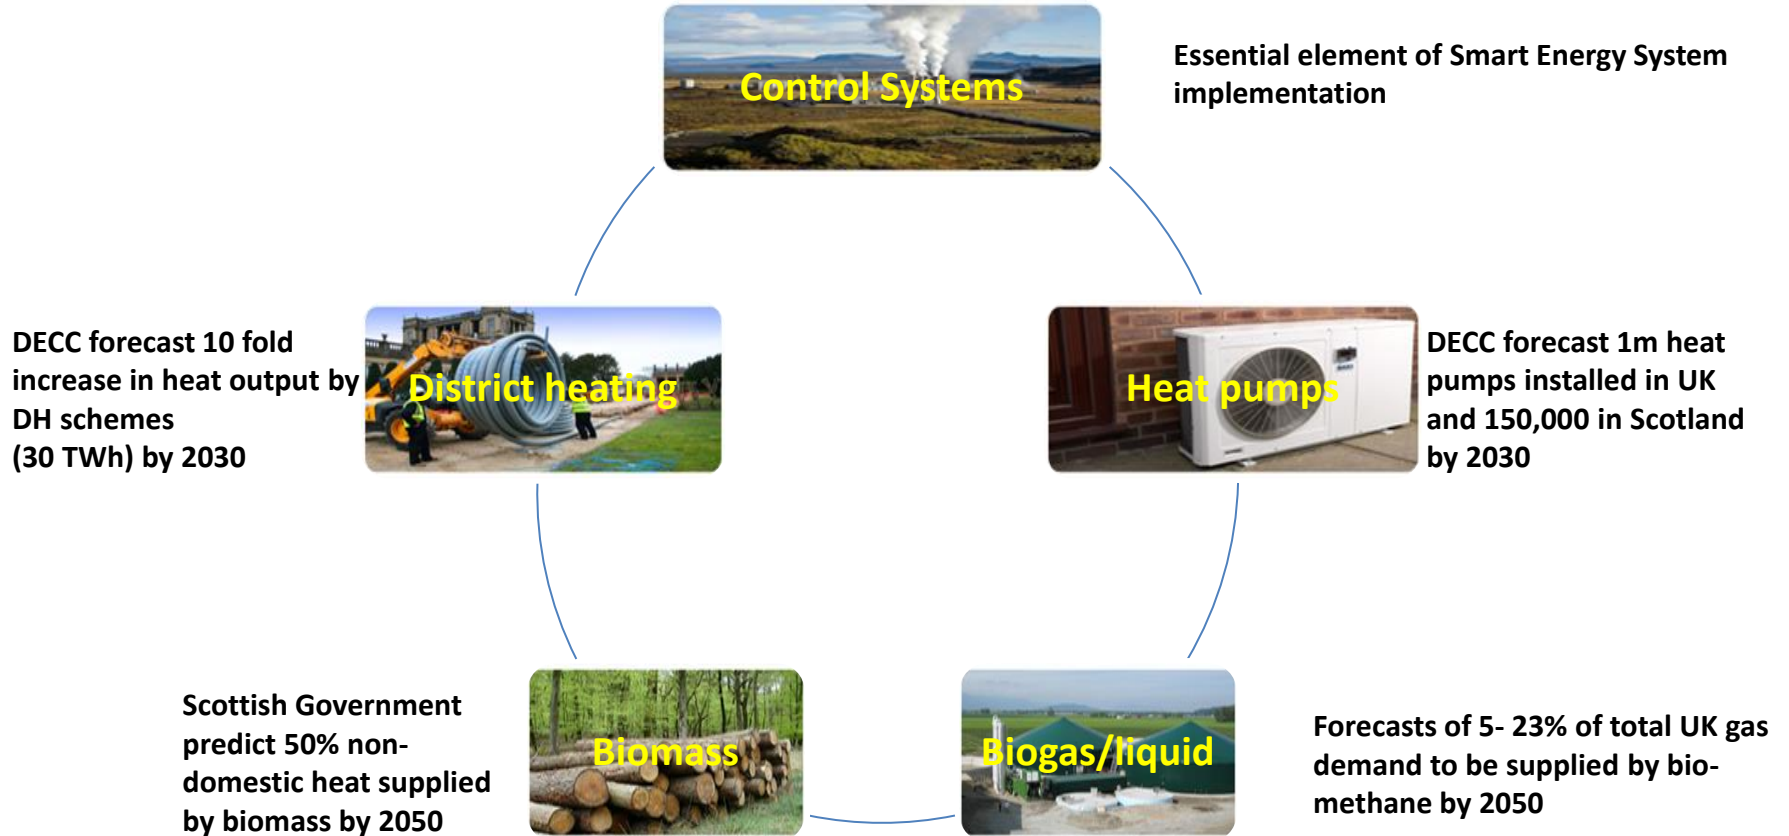 Control Systems
Essential element of Smart Energy System
implementation
DECC forecast 10 fold
increase in heat output by
DH schemes
(30 TWh) by 2030
District heating
Heat pumps
DECC forecast 1m heat
pumps installed in UK
and 150,000 in Scotland
by 2030
Scottish Government
predict 50% non-
domestic heat supplied
by biomass by 2050
Biomass
Biogas/liquid
Forecasts of 5- 23% of total UK gas
demand to be supplied by bio-
methane by 2050